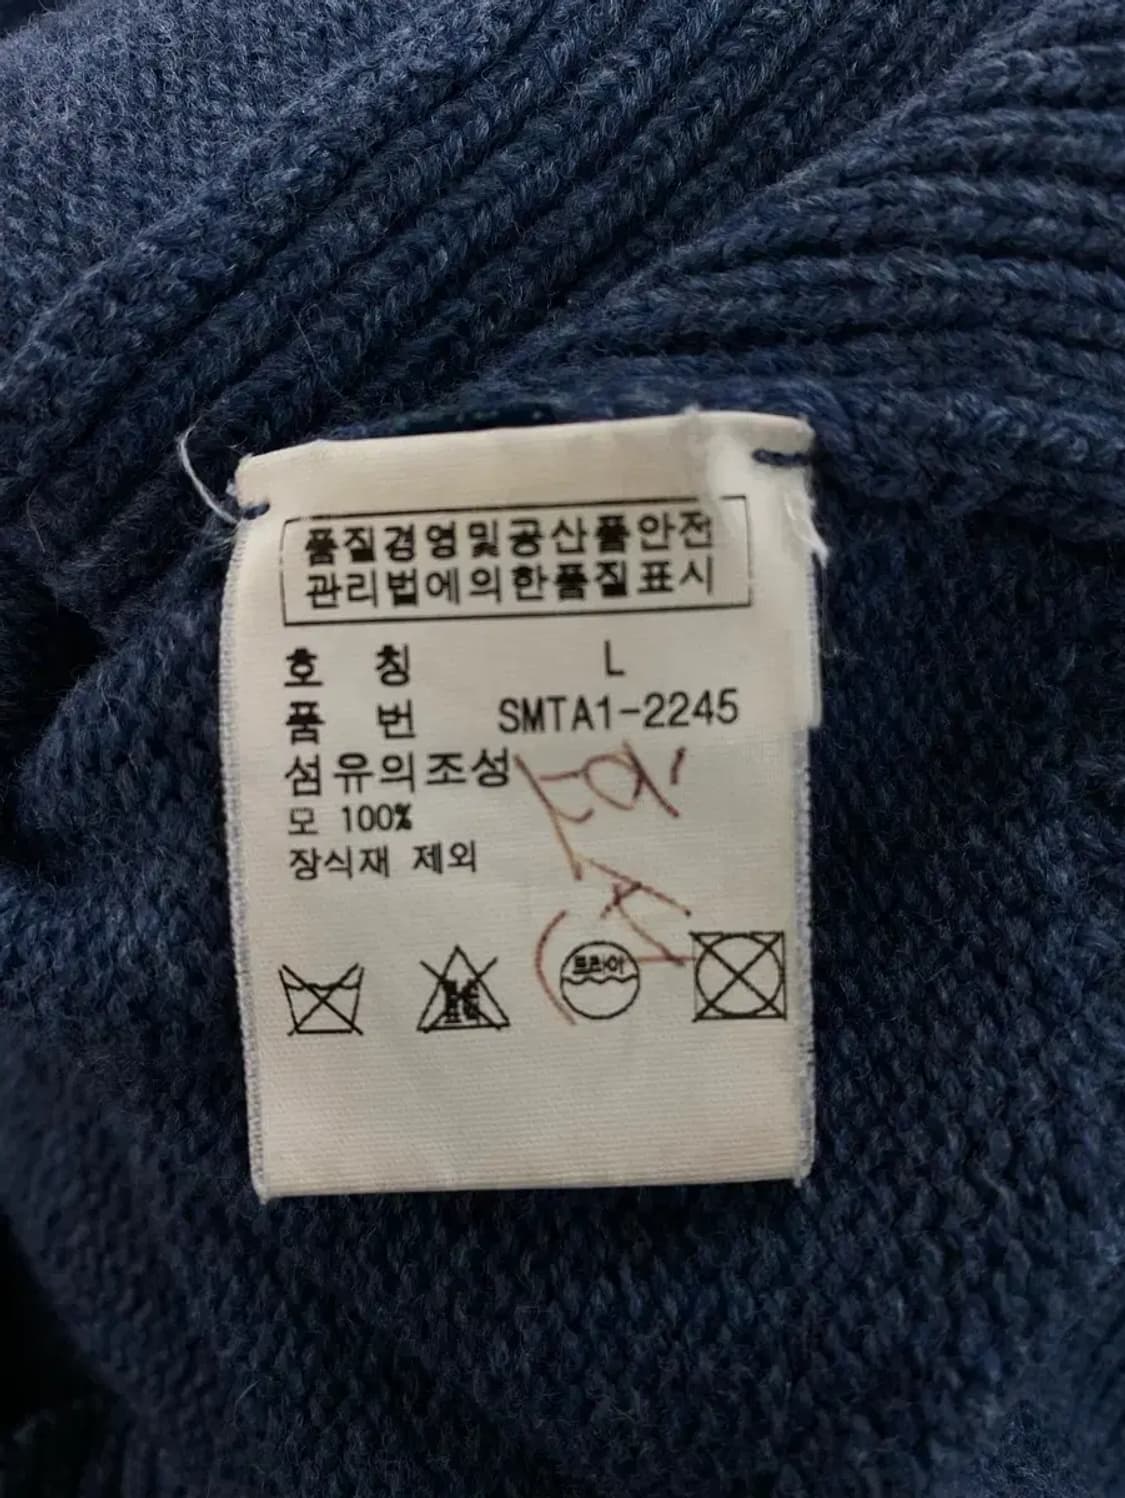 품질경영및공산품안전
관리법에의한품질표시
호 칭 L
품 번 SMTA1-2245
섬유의조성
모 100%
장식재 제외
드라이